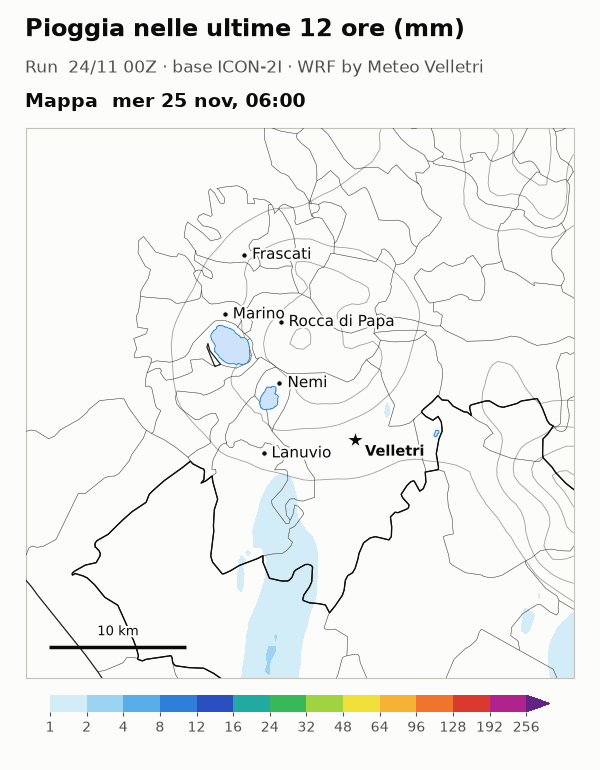 Pioggia nelle ultime 12 ore (mm)
Run 24/11 00Z · base ICON-2I · WRF by Meteo Velletri
Mappa mer 25 nov, 06:00
Frascati
Marino
Rocca di Papa
Nemi
Velletri
Lanuvio
10 km
1 2 4 8 12 16 24 32 48 64 96 128 192 256